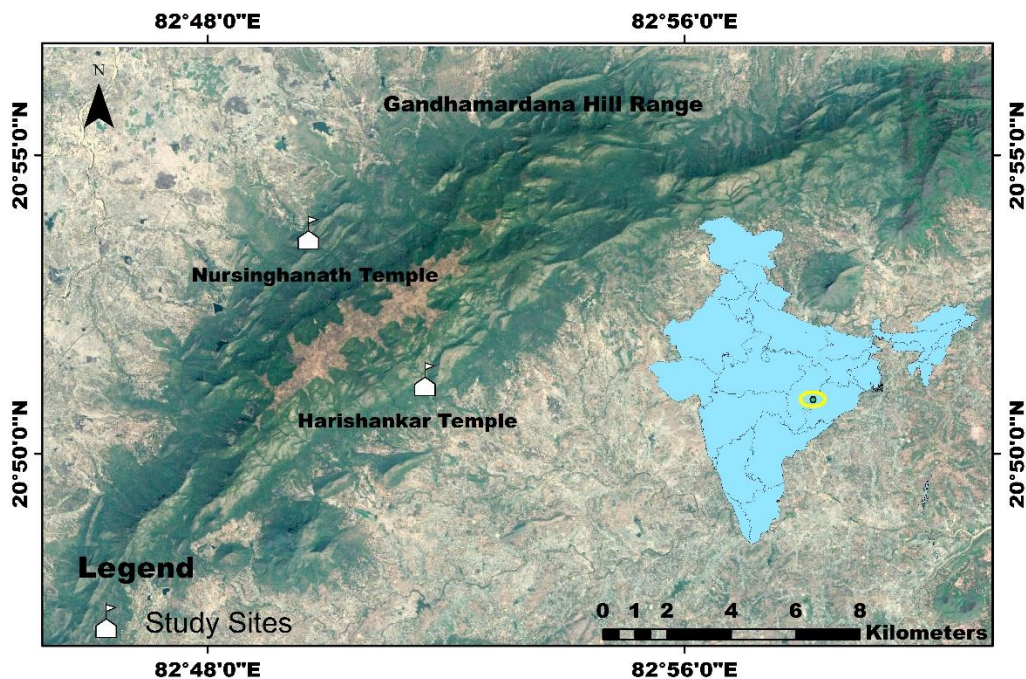 82°48'0"E 82°56'0"E
N
Gandhamardana Hill Range
20°55'0"N 20°55'0"N
Nursinghanath Temple
Harishankar Temple
20°50'0"N 20°50'0"N
Legend
Study Sites
0 1 2 4 6 8
Kilometers
82°48'0"E 82°56'0"E